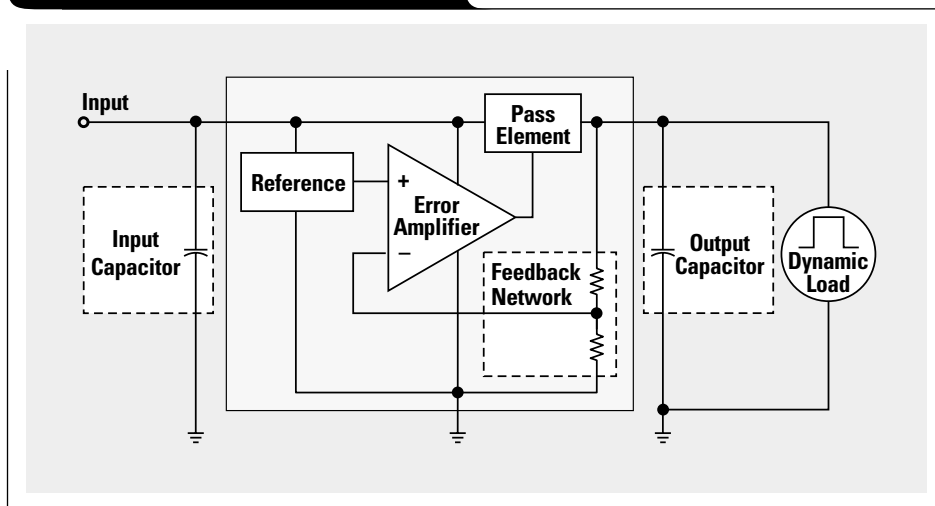 Input
Pass
Element
Reference
+
Error
Amplifier
−
Input
Capacitor
Feedback
Network
Output
Capacitor
Dynamic
Load